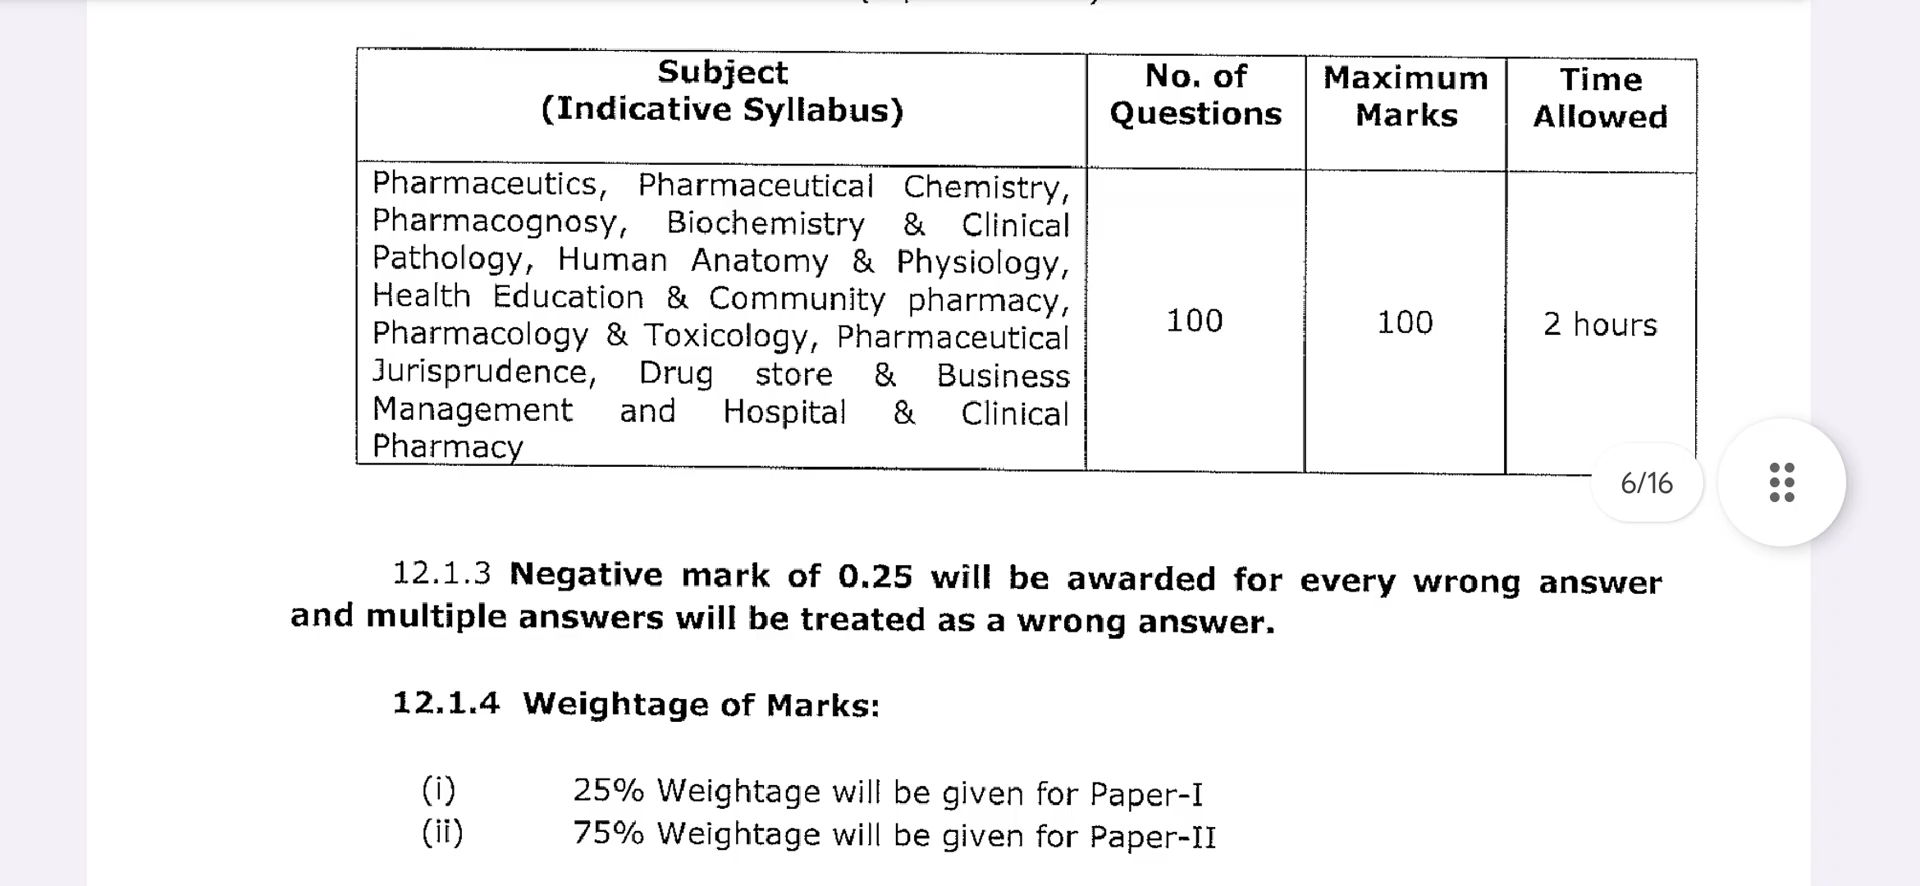 Subject
(Indicative Syllabus)
No. of
Questions
Maximum
Marks
Time
Allowed
Pharmaceutics, Pharmaceutical Chemistry,
Pharmacognosy, Biochemistry & Clinical
Pathology, Human Anatomy & Physiology,
Health Education & Community pharmacy,
Pharmacology & Toxicology, Pharmaceutical
Jurisprudence, Drug store & Business
Management and Hospital & Clinical
Pharmacy
100
100
2 hours
6/16
12.1.3 Negative mark of 0.25 will be awarded for every wrong answer
and multiple answers will be treated as a wrong answer.
12.1.4 Weightage of Marks:
(i) 25% Weightage will be given for Paper-I
(ii) 75% Weightage will be given for Paper-II